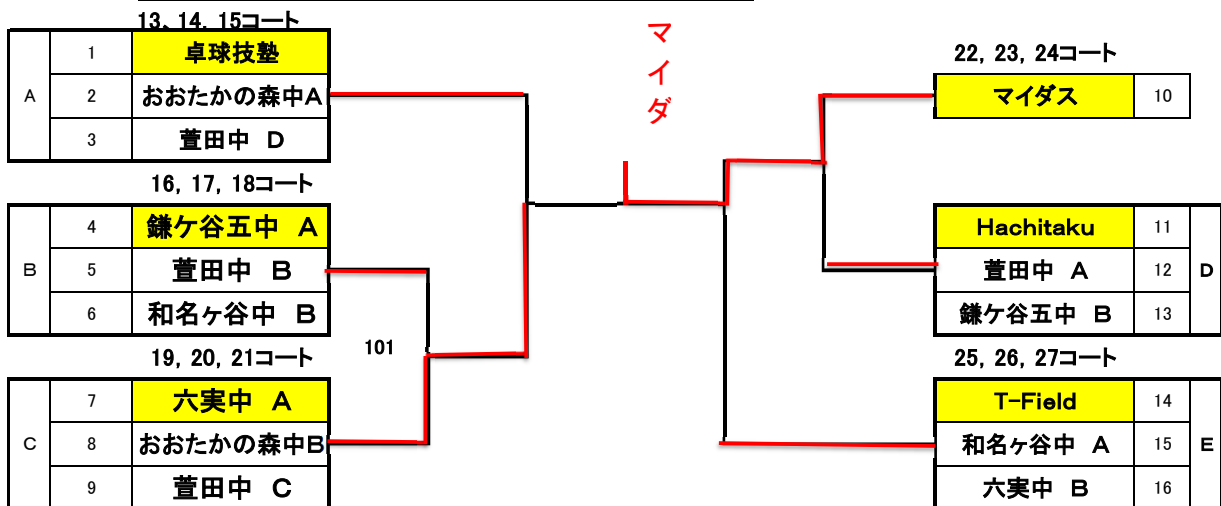 13、14, 15コート
A
1 卓球技塾
2 おおたかの森中A
3 萱田中 D
16, 17, 18コート
B
4 鎌ケ谷五中 A
5 萱田中 B
6 和名ヶ谷中 B
101
19, 20, 21コート
C
7 六実中 A
8 おおたかの森中B
9 萱田中 C
マイダ
22, 23, 24コート
マイダス 10
Hachitaku 11
萱田中 A 12
鎌ケ谷五中 B 13
D
25, 26, 27コート
T-Field 14
和名ヶ谷中 A 15
六実中 B 16
E